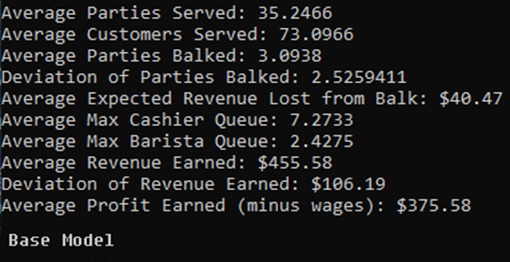 Average Parties Served: 35.2466
Average Customers Served: 73.0966
Average Parties Balked: 3.0938
Deviation of Parties Balked: 2.5259411
Average Expected Revenue Lost from Balk: $40.47
Average Max Cashier Queue: 7.2733
Average Max Barista Queue: 2.4275
Average Revenue Earned: $455.58
Deviation of Revenue Earned: $106.19
Average Profit Earned (minus wages): $375.58
Base Model